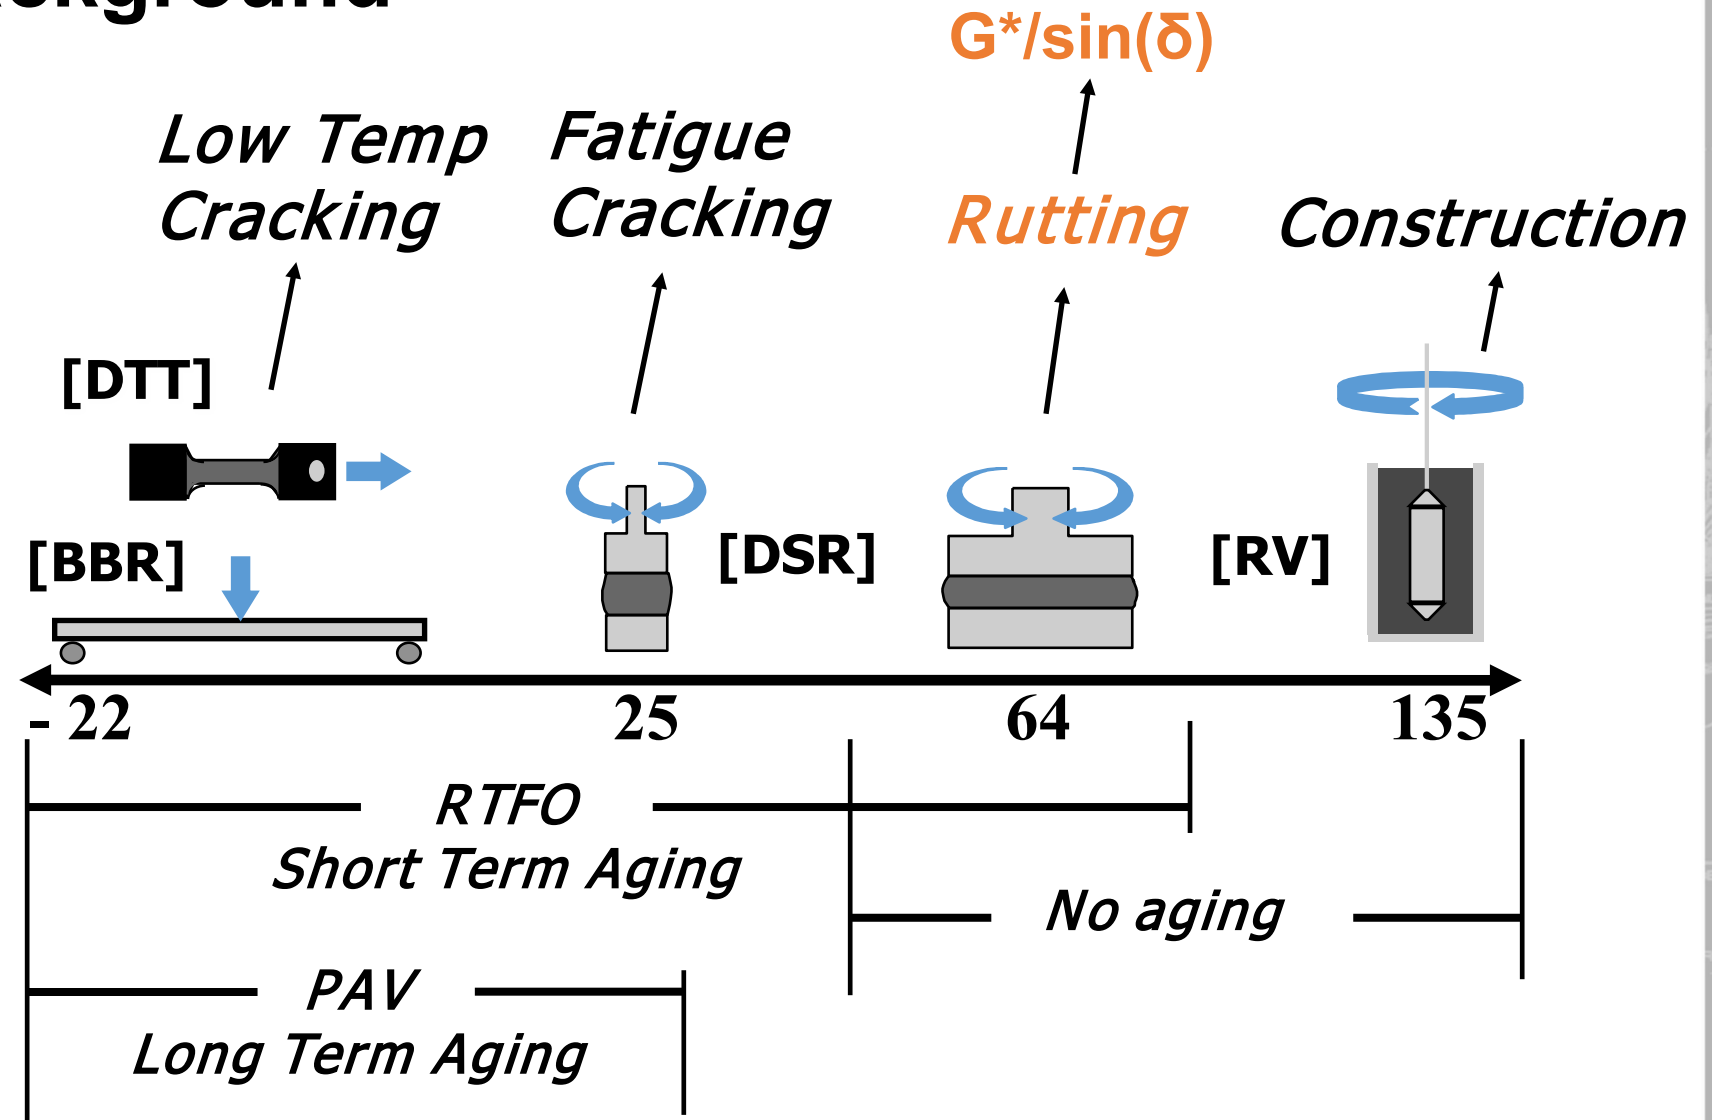 G*/sin(δ)
Low Temp
Cracking
Fatigue
Cracking
Rutting
Construction
[DTT]
[BBR]
[DSR]
[RV]
- 22
25
64
135
RTFO
Short Term Aging
No aging
PAV
Long Term Aging